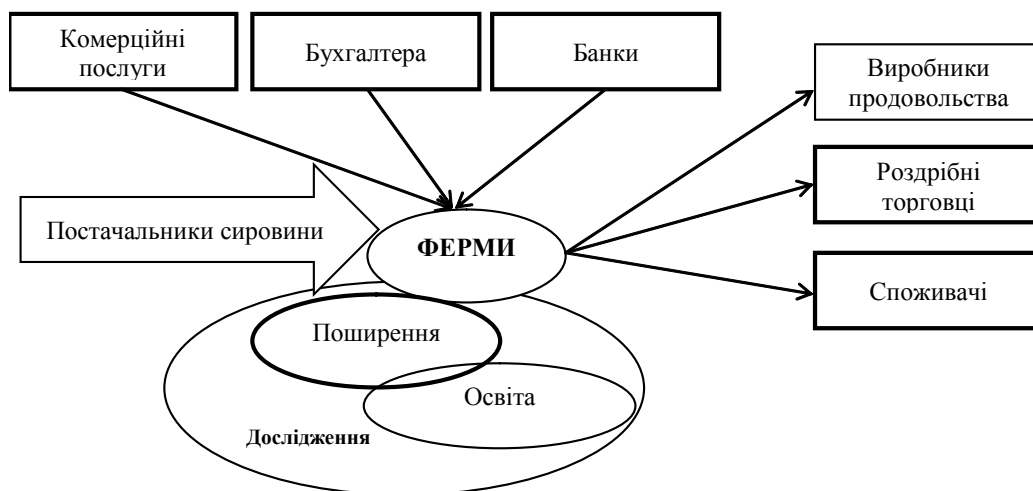 Комерційні
послуги
Бухгалтера
Банки
Виробники
продовольства
Роздрібні
торговці
Постачальники сировини
ФЕРМИ
Споживачі
Поширення
Освіта
Дослідження